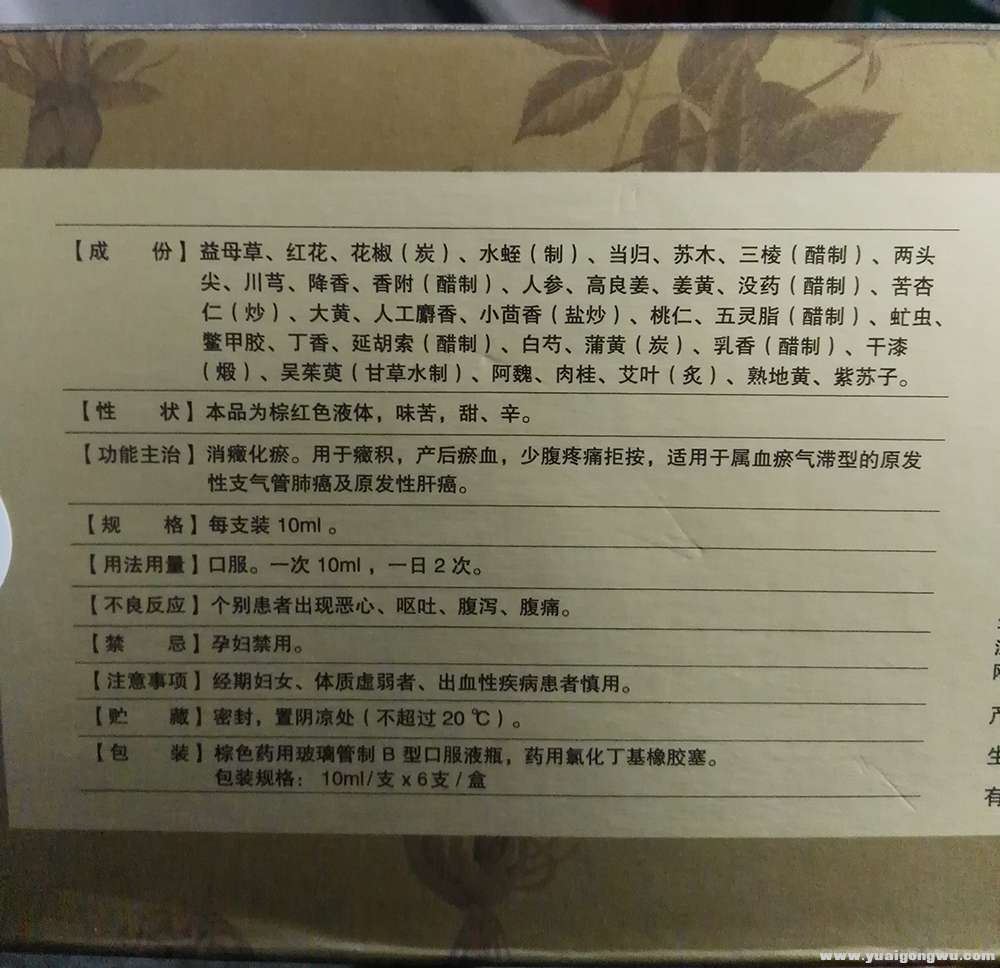 【成　份】益母草、红花、花椒（炭）、水蛭（制）、当归、苏木、三棱（醋制）、两头
尖、川芎、降香、香附（醋制）、人参、高良姜、姜黄、没药（醋制）、苦杏
仁（炒）、大黄、人工麝香、小茴香（盐炒）、桃仁、五灵脂（醋制）、虻虫、
鳖甲胶、丁香、延胡索（醋制）、白芍、蒲黄（炭）、乳香（醋制）、干漆
（煅）、吴茱萸（甘草水制）、阿魏、肉桂、艾叶（炙）、熟地黄、紫苏子。
【性　状】本品为棕红色液体，味苦，甜、辛。
【功能主治】消癥化瘀。用于癥积，产后瘀血，少腹疼痛拒按，适用于属血瘀气滞型的原发
性支气管肺癌及原发性肝癌。
【规　格】每支装 10ml 。
【用法用量】口服。一次 10ml ，一日 2 次。
【不良反应】个别患者出现恶心、呕吐、腹泻、腹痛。
【禁　忌】孕妇禁用。
【注意事项】经期妇女、体质虚弱者、出血性疾病患者慎用。
【贮　藏】密封，置阴凉处（不超过 20 ℃）。
【包　装】棕色药用玻璃管制 B 型口服液瓶，药用氯化丁基橡胶塞。
包装规格： 10ml/支 x 6支 / 盒
产
生
有
www.yuaigongwu.com